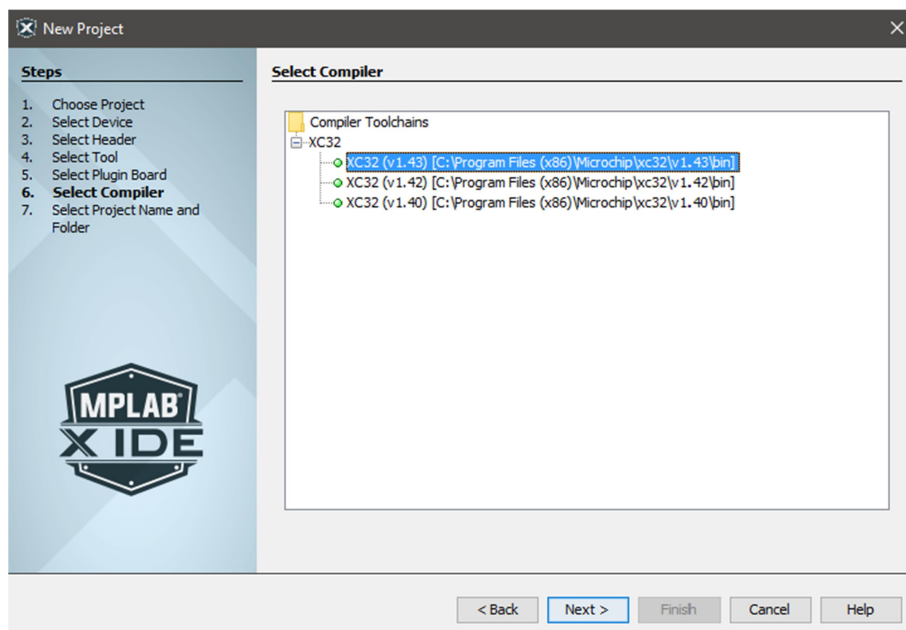 New Project
Steps
1. Choose Project
2. Select Device
3. Select Header
4. Select Tool
5. Select Plugin Board
6. Select Compiler
7. Select Project Name and
Folder
MPLAB
X IDE
Select Compiler
Compiler Toolchains
XC32
XC32 (v1.43) [C:\Program Files (x86)\Microchip\xc32\v1.43\bin]
XC32 (v1.42) [C:\Program Files (x86)\Microchip\xc32\v1.42\bin]
XC32 (v1.40) [C:\Program Files (x86)\Microchip\xc32\v1.40\bin]
< Back
Next >
Finish
Cancel
Help